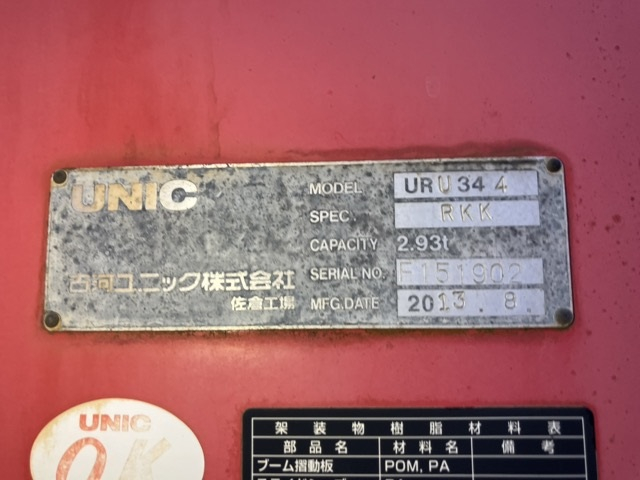 UNIC
MODEL URU344
SPEC. RKK
CAPACITY 2.93t
SERIAL NO. F151902
MFG.DATE 2013. 8
古河ユニック株式会社
佐倉工場
UNIC
OK
架装物樹脂材料表
部品名 材料名 備考
ブーム摺動板 POM, PA